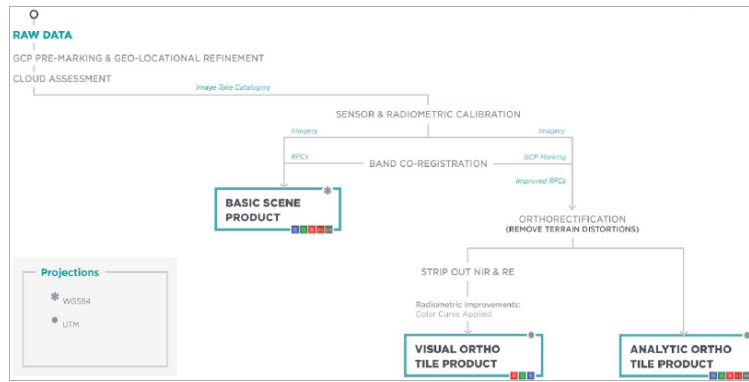 RAW DATA
GCP PRE-MARKING & GEO-LOCATIONAL REFINEMENT
CLOUD ASSESSMENT
Image Take Cataloging
SENSOR & RADIOMETRIC CALIBRATION
Imagery
Imagery
RPCs
BAND CO-REGISTRATION
GCP Marking
Improved RPCs
BASIC SCENE
PRODUCT
ORTHORECTIFICATION
(REMOVE TERRAIN DISTORTIONS)
Projections
WGS84
UTM
STRIP OUT NIR & RE
Radiometric Improvements:
Color Curve Applied
VISUAL ORTHO
TILE PRODUCT
ANALYTIC ORTHO
TILE PRODUCT